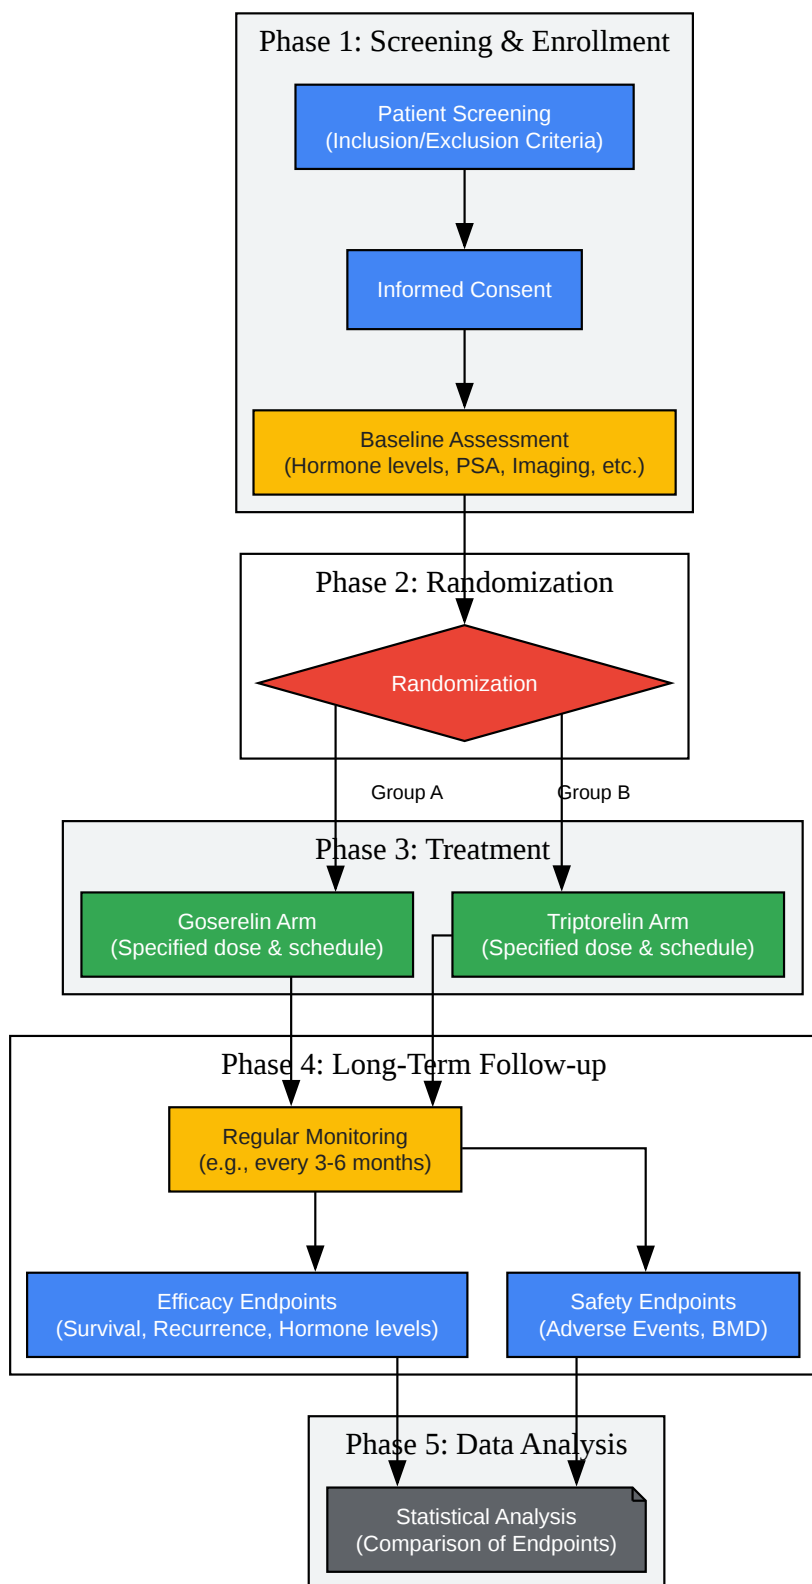 Phase 1: Screening & Enrollment
Patient Screening
(Inclusion/Exclusion Criteria)
Informed Consent
Baseline Assessment
(Hormone levels, PSA, Imaging, etc.)
Phase 2: Randomization
Randomization
Group A
Group B
Phase 3: Treatment
Goserelin Arm
(Specified dose & schedule)
Triptorelin Arm
(Specified dose & schedule)
Phase 4: Long-Term Follow-up
Regular Monitoring
(e.g., every 3-6 months)
Efficacy Endpoints
(Survival, Recurrence, Hormone levels)
Safety Endpoints
(Adverse Events, BMD)
Phase 5: Data Analysis
Statistical Analysis
(Comparison of Endpoints)